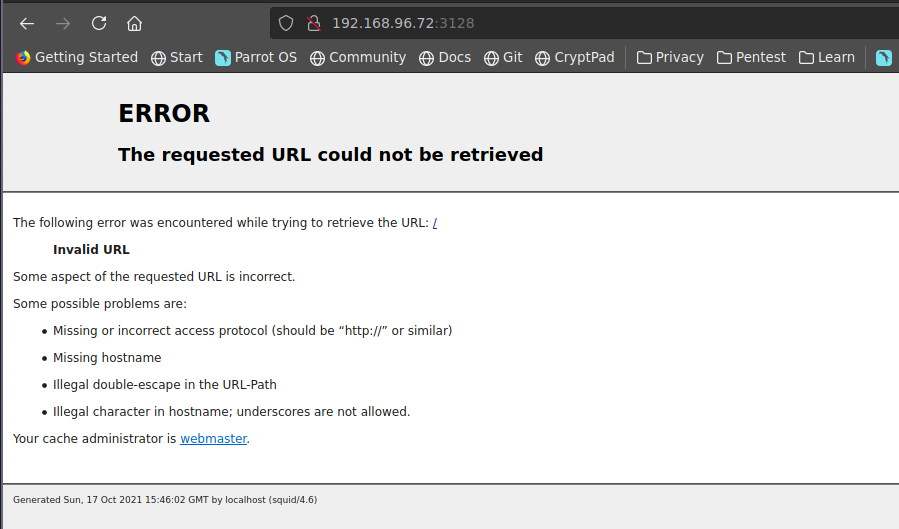 192.168.96.72:3128
Getting Started Start Parrot OS Community Docs Git CryptPad Privacy Pentest Learn
ERROR
The requested URL could not be retrieved
The following error was encountered while trying to retrieve the URL: /
Invalid URL
Some aspect of the requested URL is incorrect.
Some possible problems are:
• Missing or incorrect access protocol (should be “http://” or similar)
• Missing hostname
• Illegal double-escape in the URL-Path
• Illegal character in hostname; underscores are not allowed.
Your cache administrator is webmaster.
Generated Sun, 17 Oct 2021 15:46:02 GMT by localhost (squid/4.6)